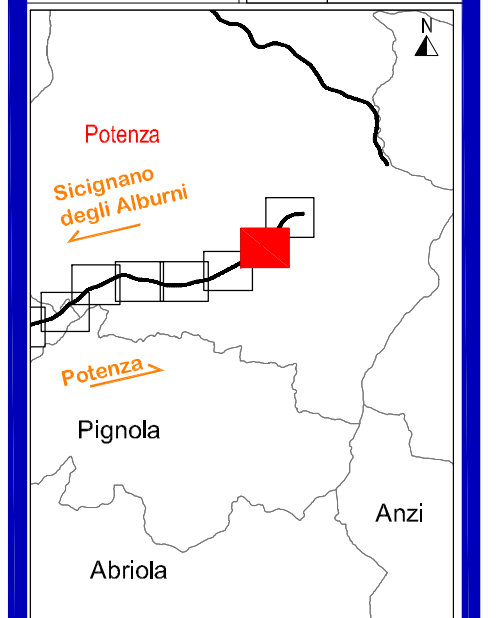 N
Potenza
Sicignano
degli Alburni
Potenza
Pignola
Anzi
Abriola